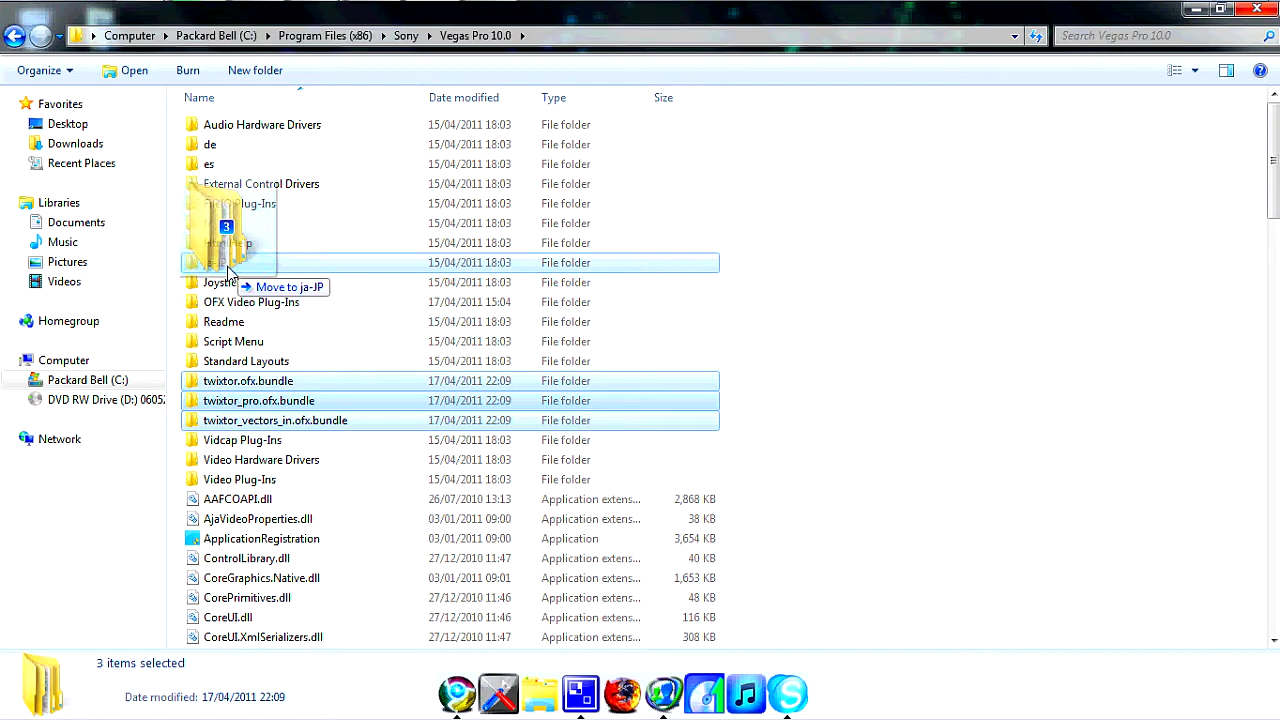 Computer ▸ Packard Bell (C:) ▸ Program Files (x86) ▸ Sony ▸ Vegas Pro 10.0 ▸
Search Vegas Pro 10.0
Organize Open Burn New folder
Name Date modified Type Size
Favorites
Desktop
Downloads
Recent Places
Libraries
Documents
Music
Pictures
Videos
Homegroup
Computer
Packard Bell (C:)
DVD RW Drive (D:) 0605
Network
Audio Hardware Drivers 15/04/2011 18:03 File folder
de 15/04/2011 18:03 File folder
es 15/04/2011 18:03 File folder
External Control Drivers 15/04/2011 18:03 File folder
Plug-Ins 15/04/2011 18:03 File folder
15/04/2011 18:03 File folder
15/04/2011 18:03 File folder
15/04/2011 18:03 File folder
3
Move to ja-JP
15/04/2011 18:03 File folder
OFX Video Plug-Ins 17/04/2011 15:04 File folder
Readme 15/04/2011 18:03 File folder
Script Menu 15/04/2011 18:03 File folder
Standard Layouts 15/04/2011 18:03 File folder
twixtor.ofx.bundle 17/04/2011 22:09 File folder
twixtor_pro.ofx.bundle 17/04/2011 22:09 File folder
twixtor_vectors_in.ofx.bundle 17/04/2011 22:09 File folder
Vidcap Plug-Ins 15/04/2011 18:03 File folder
Video Hardware Drivers 15/04/2011 18:03 File folder
Video Plug-Ins 15/04/2011 18:03 File folder
AAFCOAPI.dll 26/07/2010 13:13 Application extens... 2,868 KB
AjaVideoProperties.dll 03/01/2011 09:00 Application extens... 38 KB
ApplicationRegistration 03/01/2011 09:00 Application 3,654 KB
ControlLibrary.dll 27/12/2010 11:47 Application extens... 40 KB
CoreGraphics.Native.dll 03/01/2011 09:01 Application extens... 1,653 KB
CorePrimitives.dll 27/12/2010 11:46 Application extens... 48 KB
CoreUI.dll 27/12/2010 11:46 Application extens... 116 KB
CoreUI.XmlSerializers.dll 27/12/2010 11:47 Application extens... 308 KB
3 items selected
Date modified: 17/04/2011 22:09